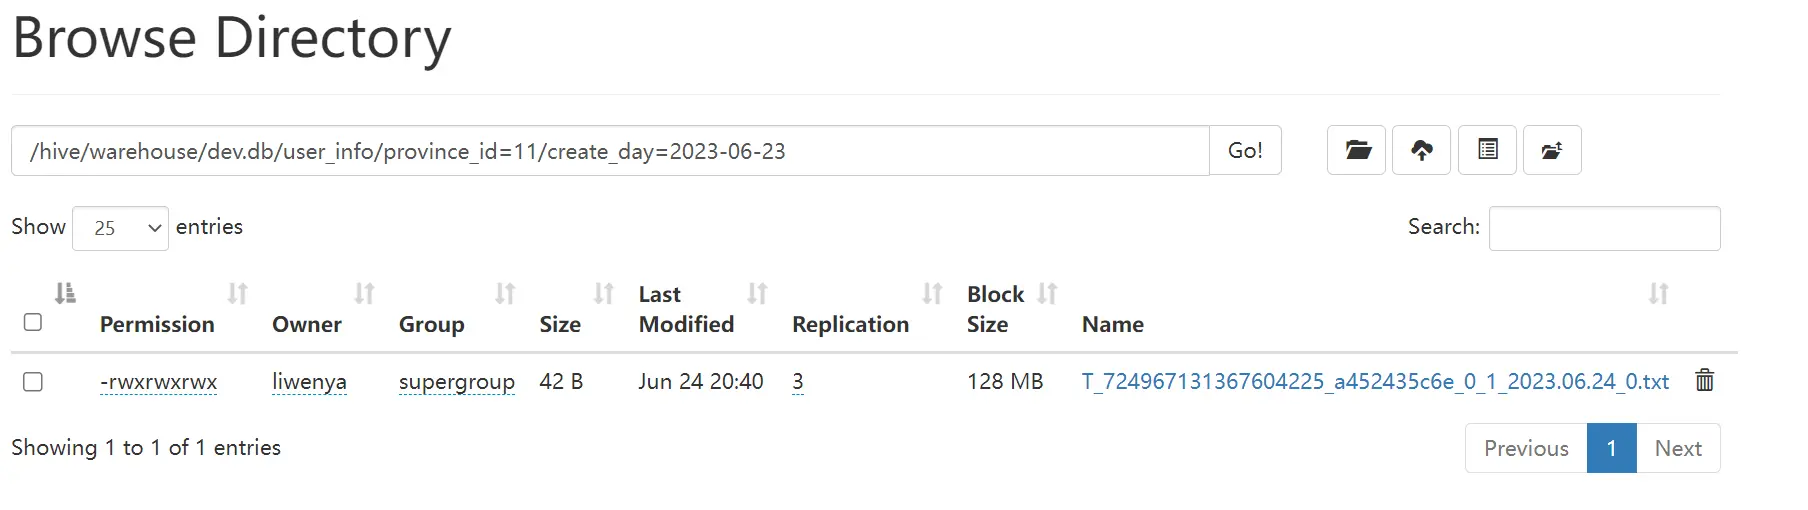 Browse Directory
/hive/warehouse/dev.db/user_info/province_id=11/create_day=2023-06-23 Go!
Show 25 entries Search:
Permission Owner Group Size Last Modified Replication Block Size Name
-rwxrwxrwx liwenya supergroup 42 B Jun 24 20:40 3 128 MB T_724967131367604225_a452435c6e_0_1_2023.06.24_0.txt
Showing 1 to 1 of 1 entries Previous 1 Next